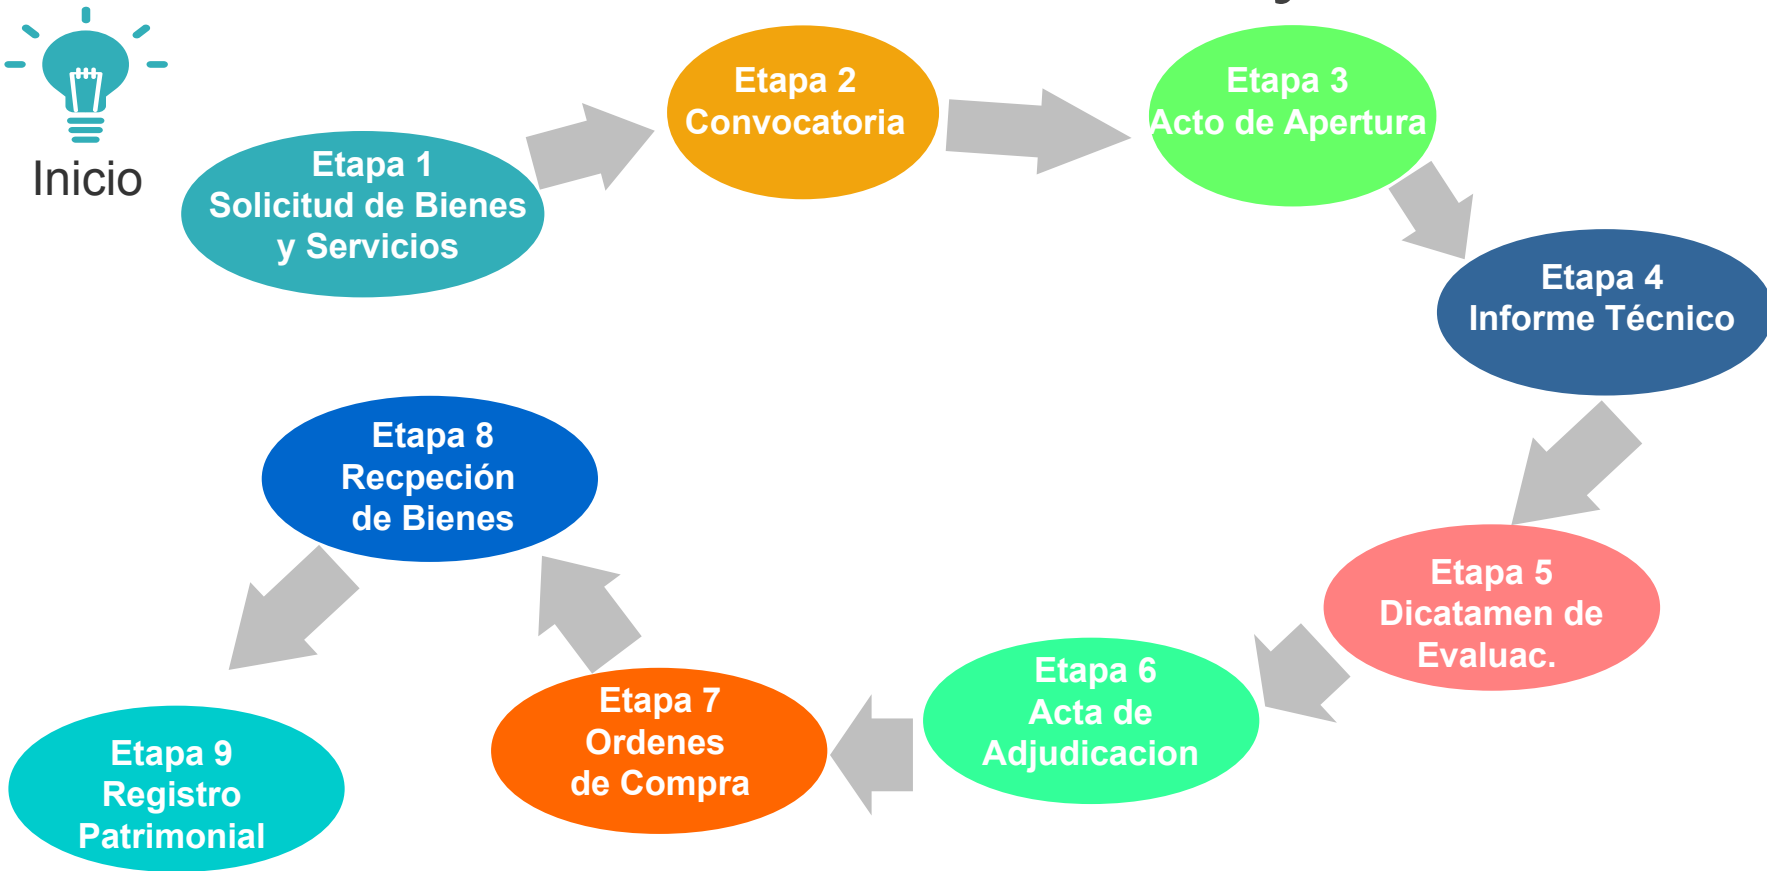 Inicio
Etapa 1
Solicitud de Bienes
y Servicios
Etapa 2
Convocatoria
Etapa 3
Acto de Apertura
Etapa 4
Informe Técnico
Etapa 5
Dicatamen de
Evaluac.
Etapa 6
Acta de
Adjudicacion
Etapa 7
Ordenes
de Compra
Etapa 8
Recpeción
de Bienes
Etapa 9
Registro
Patrimonial